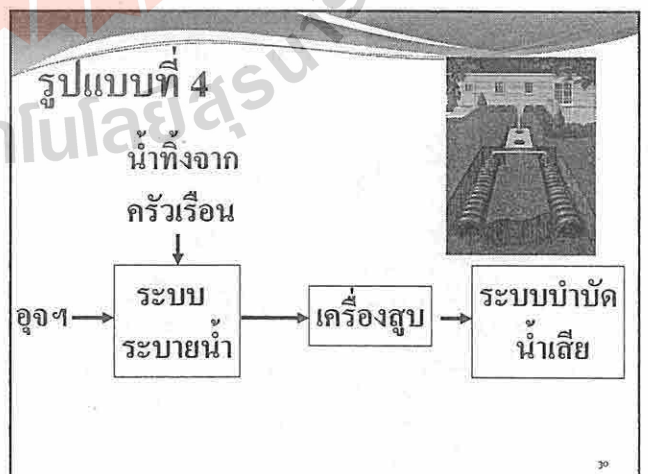 รูปแบบที่ 4
น้ำทิ้งจาก
ครัวเรือน
อุจฯ
ระบบ
ระบายน้ำ
เครื่องสูบ
ระบบบำบัด
น้ำเสีย
30